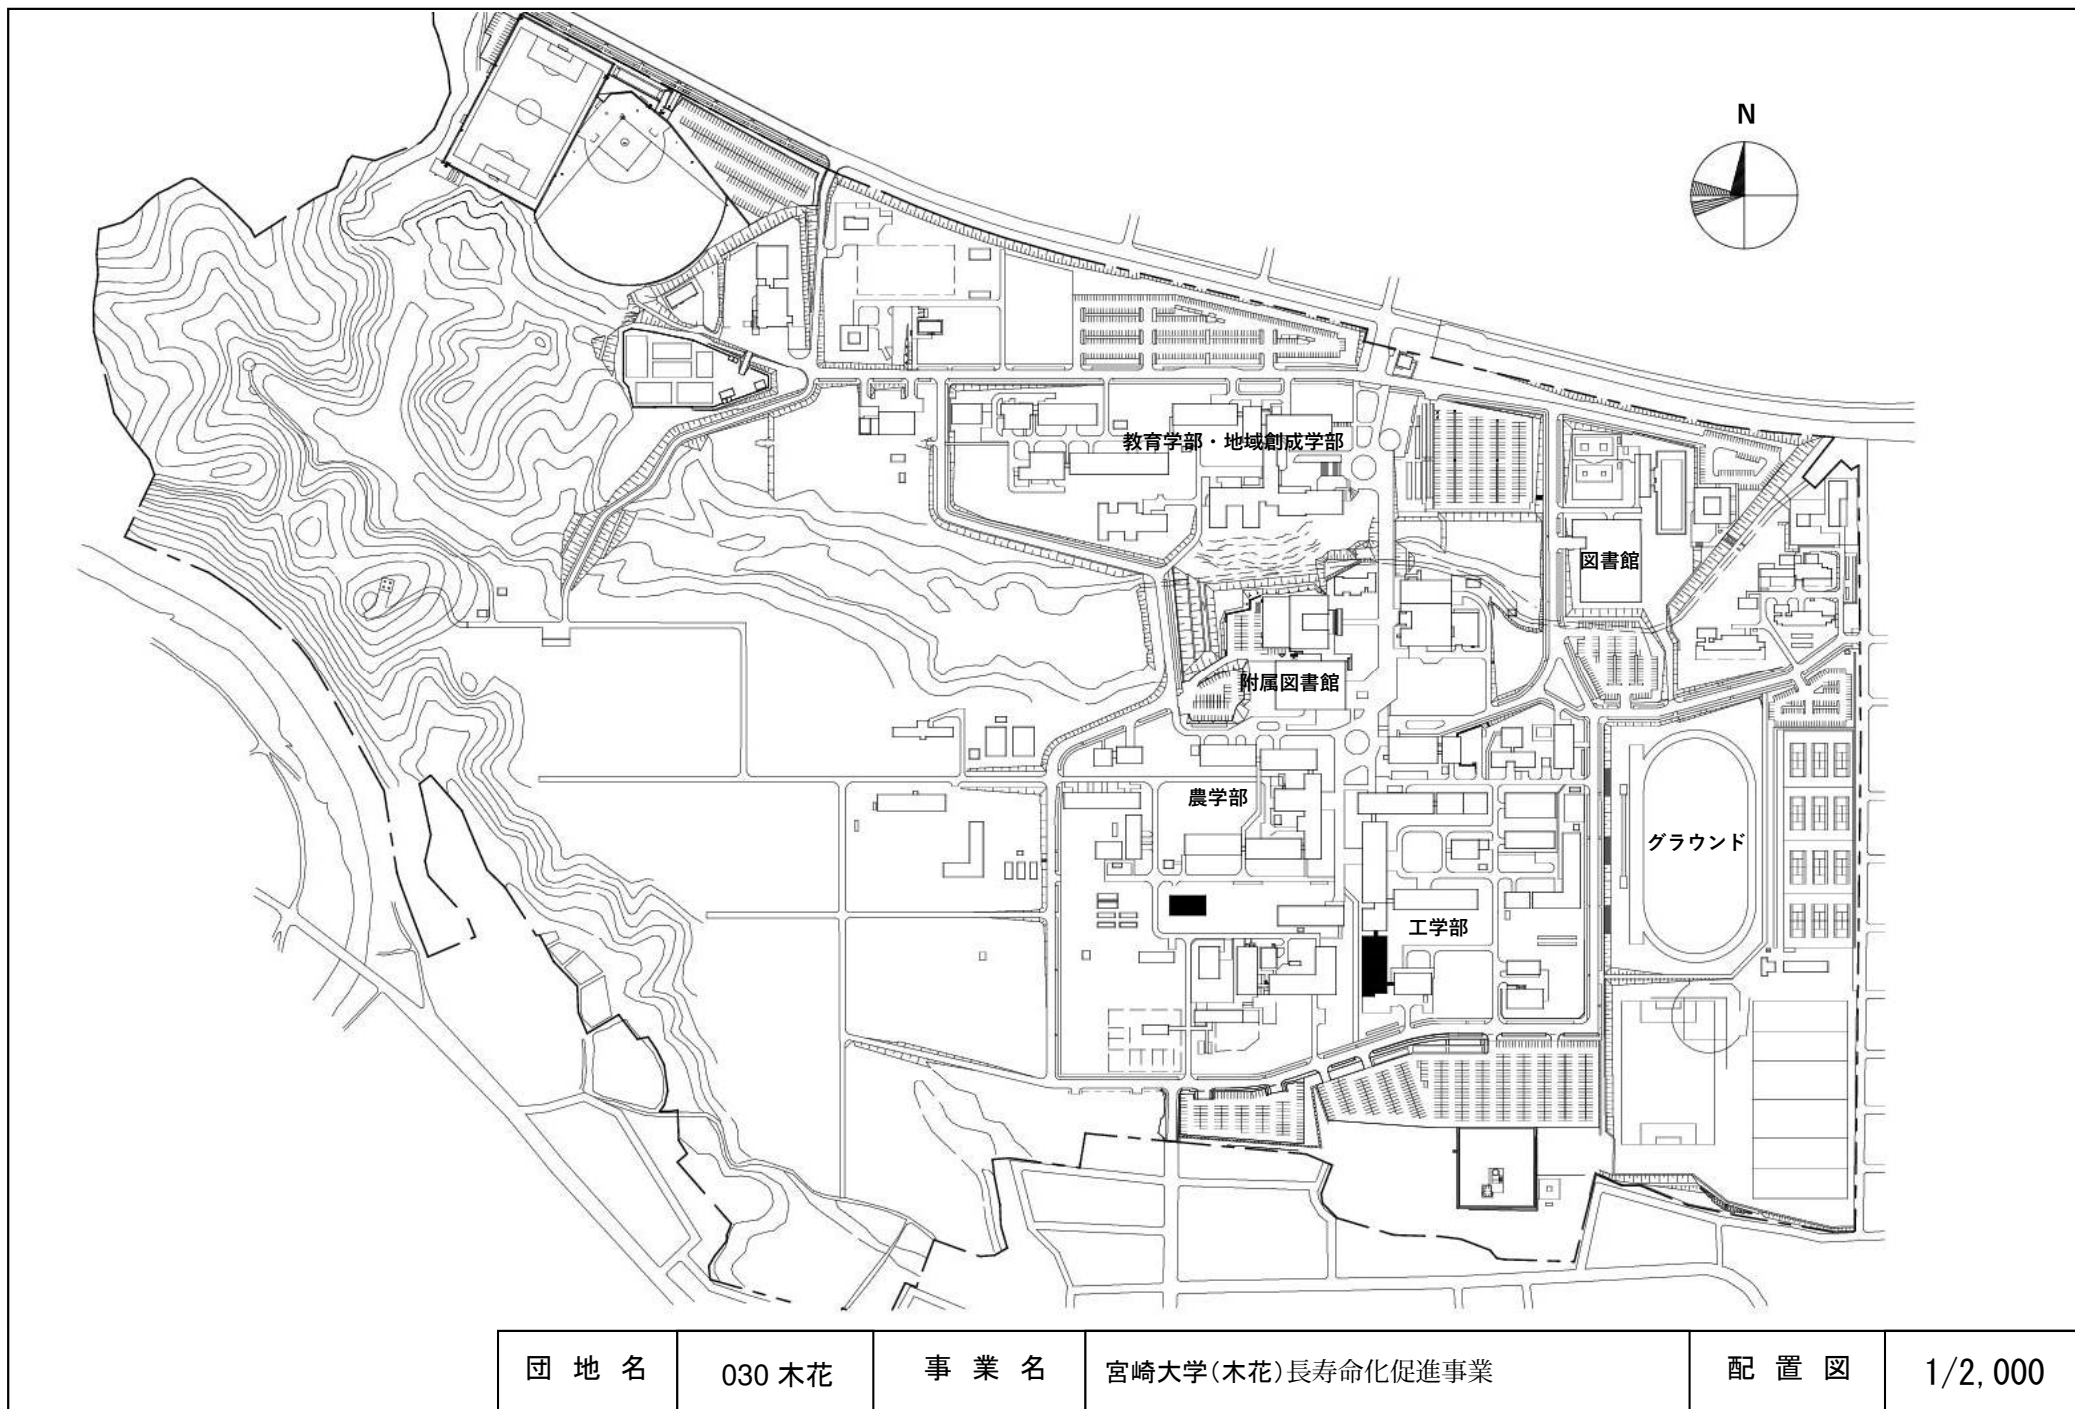 N
教育学部・地域創成学部
図書館
附属図書館
農学部
グラウンド
工学部
団地名
030 木花
事業名
宮崎大学(木花)長寿命化促進事業
配置図
1/2,000